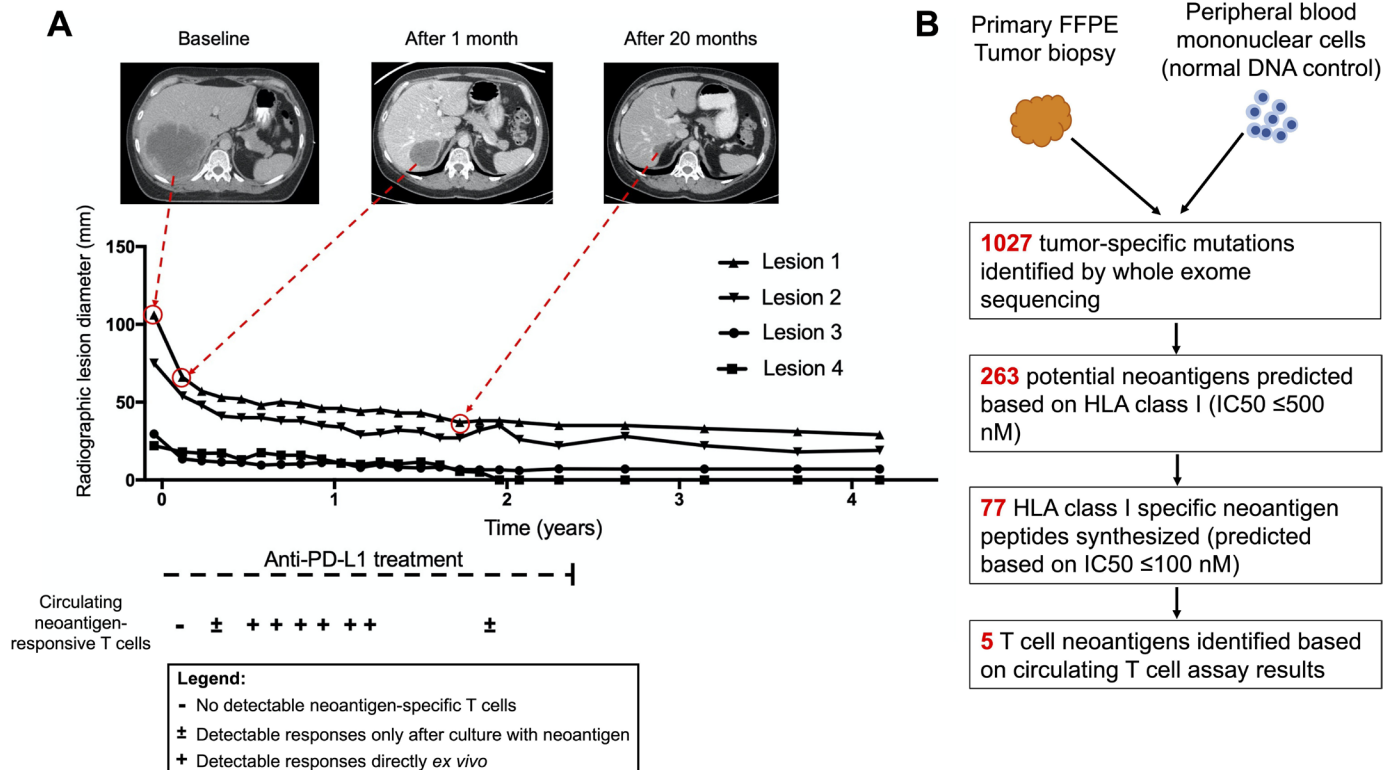 A
Baseline
After 1 month
After 20 months
Radiographic lesion diameter (mm)
150
100
50
0
0
1
2
3
4
Time (years)
Lesion 1
Lesion 2
Lesion 3
Lesion 4
Anti-PD-L1 treatment
Circulating
neoantigen-
responsive T cells
- ± + + + + + + ±
Legend:
- No detectable neoantigen-specific T cells
± Detectable responses only after culture with neoantigen
+ Detectable responses directly ex vivo
B
Primary FFPE
Tumor biopsy
Peripheral blood
mononuclear cells
(normal DNA control)
1027 tumor-specific mutations
identified by whole exome
sequencing
263 potential neoantigens predicted
based on HLA class I (IC50 ≤500
nM)
77 HLA class I specific neoantigen
peptides synthesized (predicted
based on IC50 ≤100 nM)
5 T cell neoantigens identified based
on circulating T cell assay results